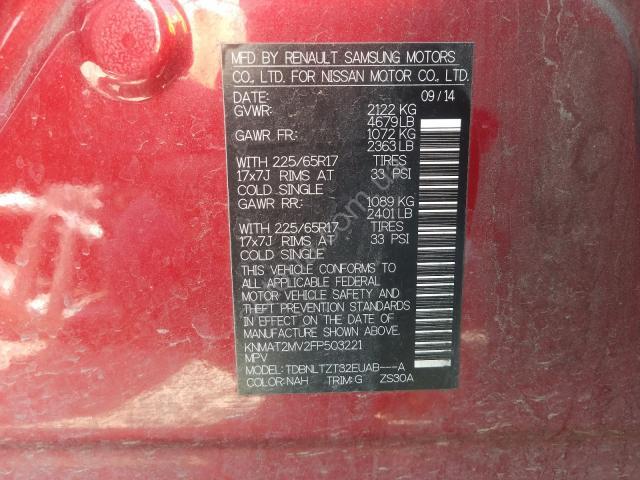 MFD BY RENAULT SAMSUNG MOTORS
CO., LTD. FOR NISSAN MOTOR CO., LTD.
DATE: 09/14
GVWR: 2122 KG
4679 LB
GAWR FR: 1072 KG
2363 LB
WITH 225/65R17 TIRES
17x7J RIMS AT 33 PSI
COLD SINGLE
GAWR RR: 1089 KG
2401 LB
WITH 225/65R17 TIRES
17x7J RIMS AT 33 PSI
COLD SINGLE
THIS VEHICLE CONFORMS TO
ALL APPLICABLE FEDERAL
MOTOR VEHICLE SAFETY AND
THEFT PREVENTION STANDARDS
IN EFFECT ON THE DATE OF
MANUFACTURE SHOWN ABOVE.
KNMAT2MV2FP503221
MPV
MODEL: TDBNLTZT32EUAB---A
COLOR:NAH TRIM:G ZS30A